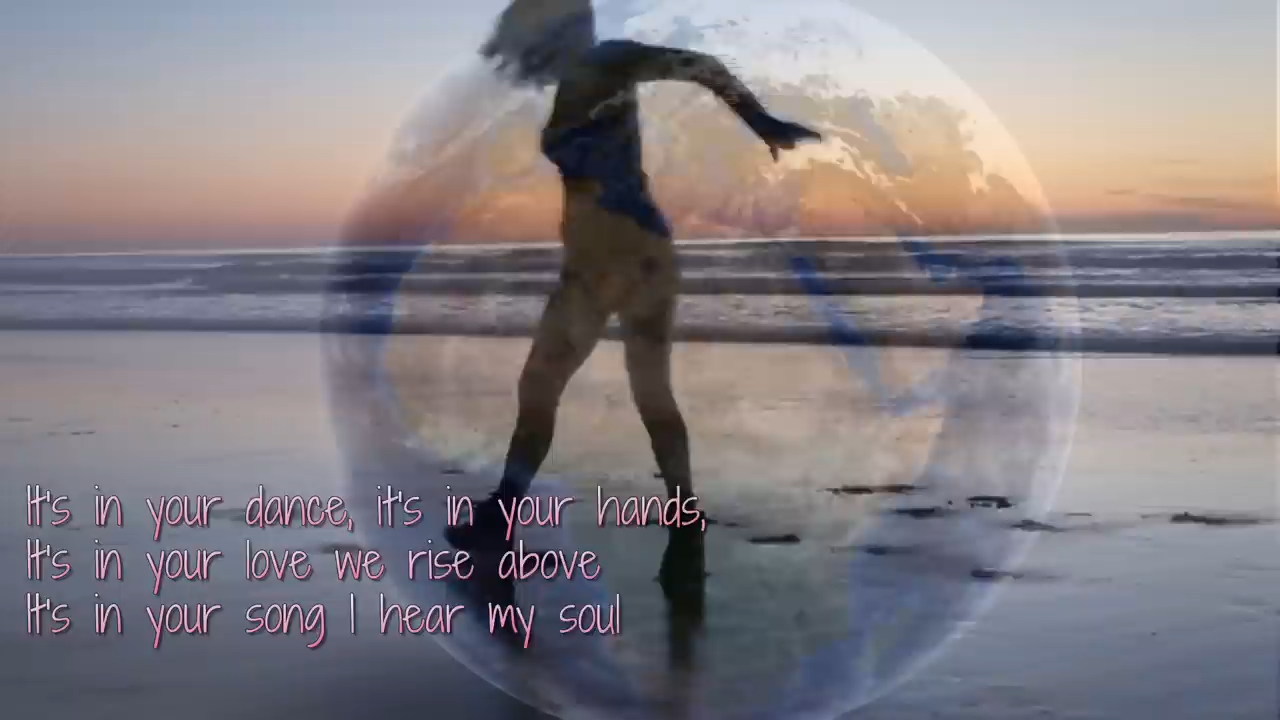 It's in your dance, it's in your hands,
It's in your love we rise above
It's in your song I hear my soul